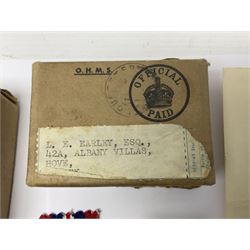 O.H.M.S.
OFFICIAL
PAID
L. E. EARLEY, ESQ.,
42A, ALBANY VILLAS,
HOVE,